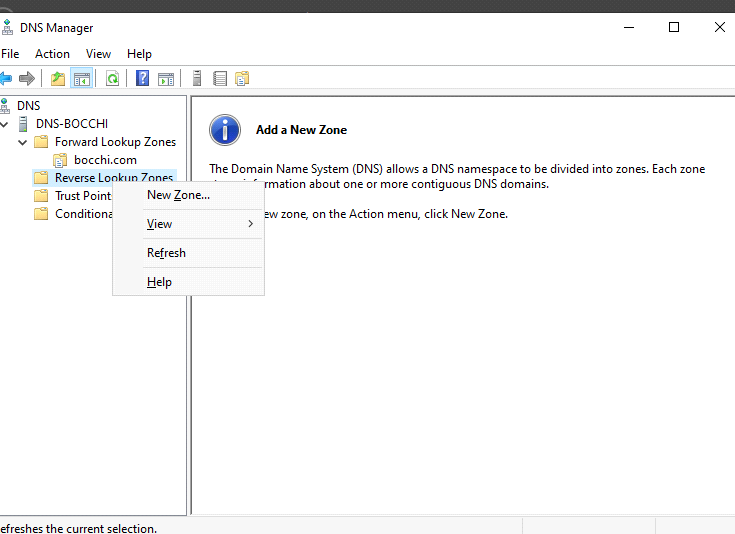 DNS Manager
File Action View Help
DNS
DNS-BOCCHI
Forward Lookup Zones
bocchi.com
Reverse Lookup Zones
Trust Point
Conditiona
New Zone...
View
Refresh
Help
Add a New Zone
The Domain Name System (DNS) allows a DNS namespace to be divided into zones. Each zone
information about one or more contiguous DNS domains.
ew zone, on the Action menu, click New Zone.
efreshes the current selection.